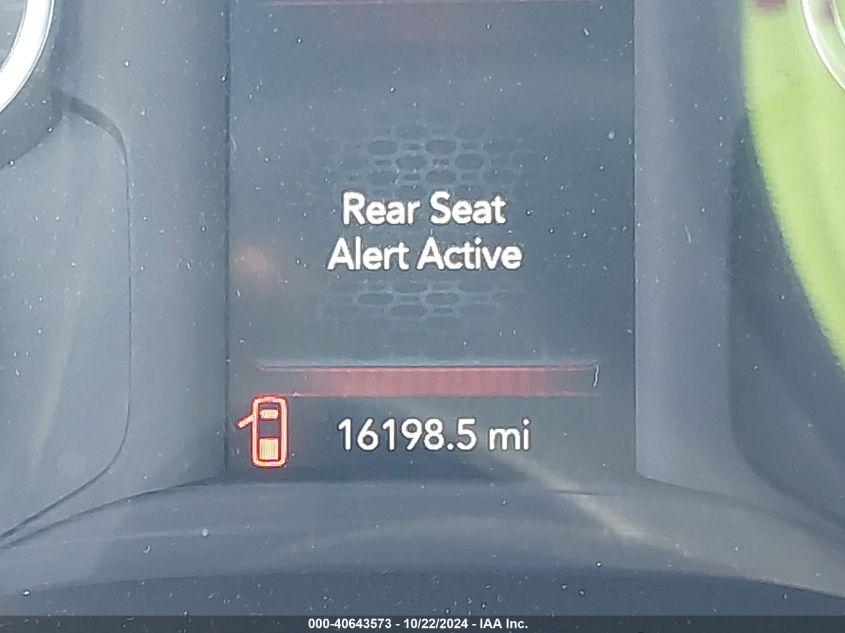 Rear Seat
Alert Active
16198.5 mi
000-40643573 - 10/22/2024 - IAA Inc.